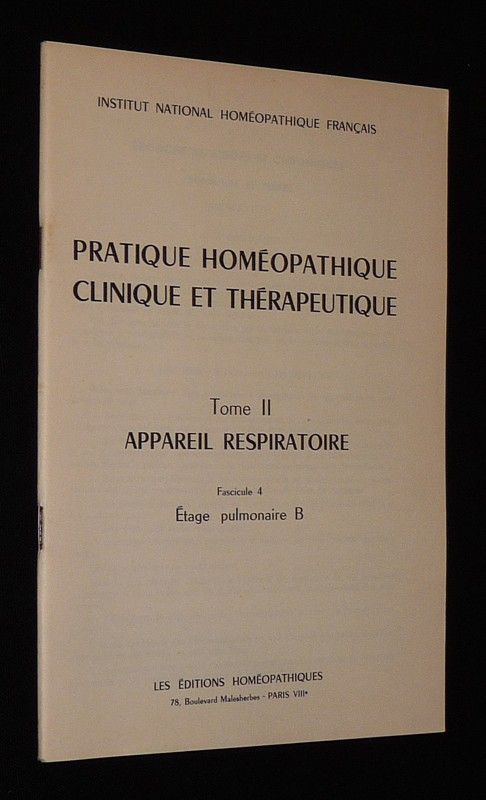 INSTITUT NATIONAL HOMÉOPATHIQUE FRANÇAIS
PRATIQUE HOMÉOPATHIQUE
CLINIQUE ET THÉRAPEUTIQUE
Tome II
APPAREIL RESPIRATOIRE
Fascicule 4
Étage pulmonaire B
LES ÉDITIONS HOMÉOPATHIQUES
78, Boulevard Malesherbes - PARIS VIIIe